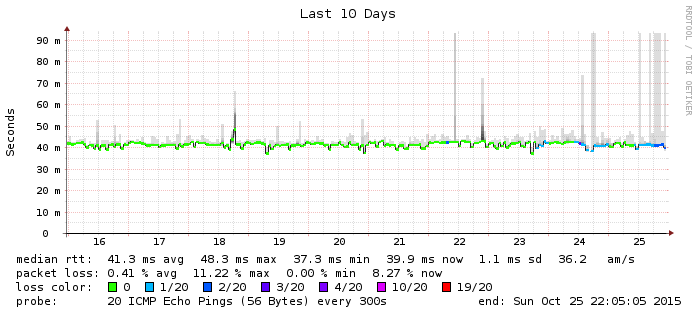 Last 10 Days
RRDTOOL / TOBI OETIKER
Seconds
90 m
80 m
70 m
60 m
50 m
40 m
30 m
20 m
10 m
0
16 17 18 19 20 21 22 23 24 25
median rtt: 41.3 ms avg 48.3 ms max 37.3 ms min 39.9 ms now 1.1 ms sd 36.2 am/s
packet loss: 0.41 % avg 11.22 % max 0.00 % min 8.27 % now
loss color: 0 1/20 2/20 3/20 4/20 10/20 19/20
probe: 20 ICMP Echo Pings (56 Bytes) every 300s end: Sun Oct 25 22:05:05 2015